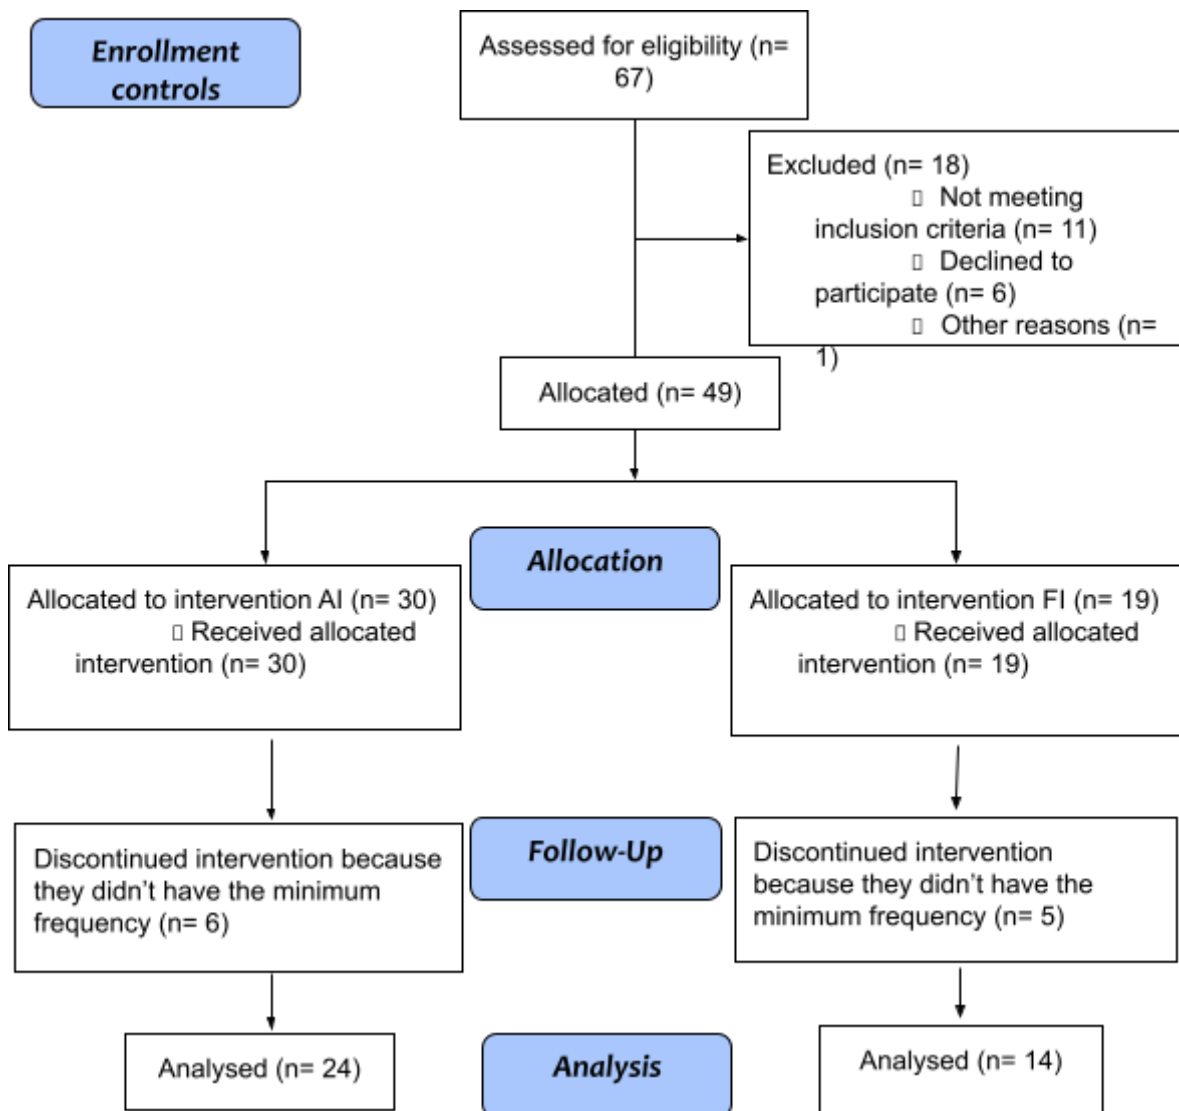 Enrollment
controls
Assessed for eligibility (n=
67)
Excluded (n= 18)
▯ Not meeting
inclusion criteria (n= 11)
▯ Declined to
participate (n= 6)
▯ Other reasons (n=
1)
Allocated (n= 49)
Allocation
Allocated to intervention AI (n= 30)
▯ Received allocated
intervention (n= 30)
Allocated to intervention FI (n= 19)
▯ Received allocated
intervention (n= 19)
Follow-Up
Discontinued intervention because
they didn’t have the minimum
frequency (n= 6)
Discontinued intervention
because they didn’t have the
minimum frequency (n= 5)
Analysis
Analysed (n= 24)
Analysed (n= 14)